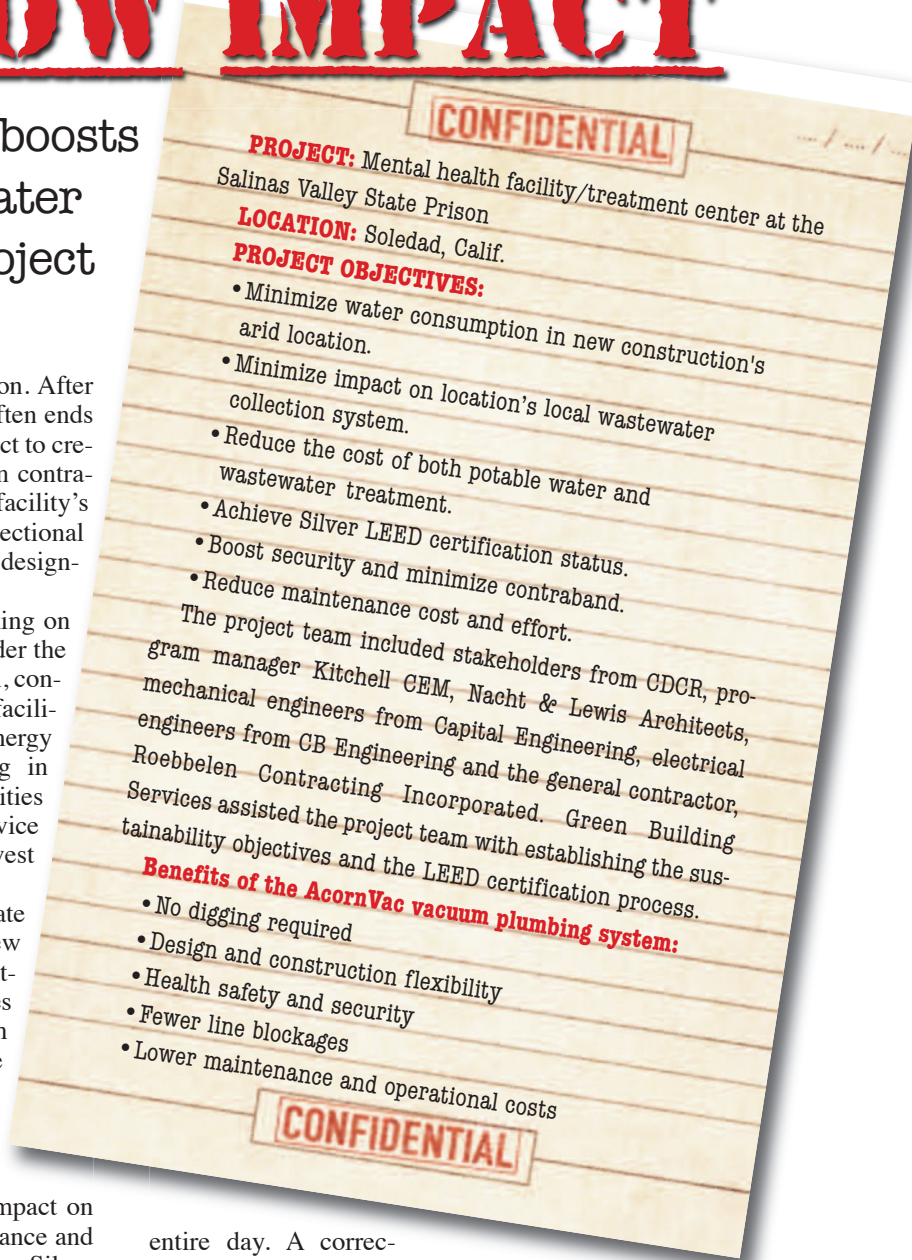 OW IMPACT
boosts
ater
oject
on. After
ften ends
ct to cre-
n contra-
facility's
ectional
design-
ing on
der the
, con-
facili-
nergy
g in
ities
vice
vest
ate
ew
t-
es
n
e
mpact on
ance and
entire day. A correc-
CONFIDENTIAL
PROJECT: Mental health facility/treatment center at the
Salinas Valley State Prison
LOCATION: Soledad, Calif.
PROJECT OBJECTIVES:
• Minimize water consumption in new construction's
arid location.
• Minimize impact on location’s local wastewater
collection system.
• Reduce the cost of both potable water and
wastewater treatment.
• Achieve Silver LEED certification status.
• Boost security and minimize contraband.
• Reduce maintenance cost and effort.
The project team included stakeholders from CDCR, pro-
gram manager Kitchell CEM, Nacht & Lewis Architects,
mechanical engineers from Capital Engineering, electrical
engineers from CB Engineering and the general contractor,
Roebbelen Contracting Incorporated. Green Building
Services assisted the project team with establishing the sus-
tainability objectives and the LEED certification process.
Benefits of the AcornVac vacuum plumbing system:
• No digging required
• Design and construction flexibility
• Health safety and security
• Fewer line blockages
• Lower maintenance and operational costs
CONFIDENTIAL